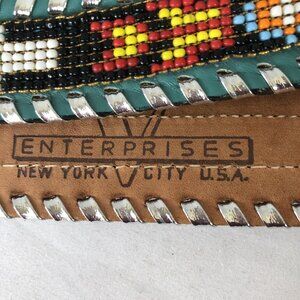 V
ENTERPRISES
NEW YORK CITY U.S.A.